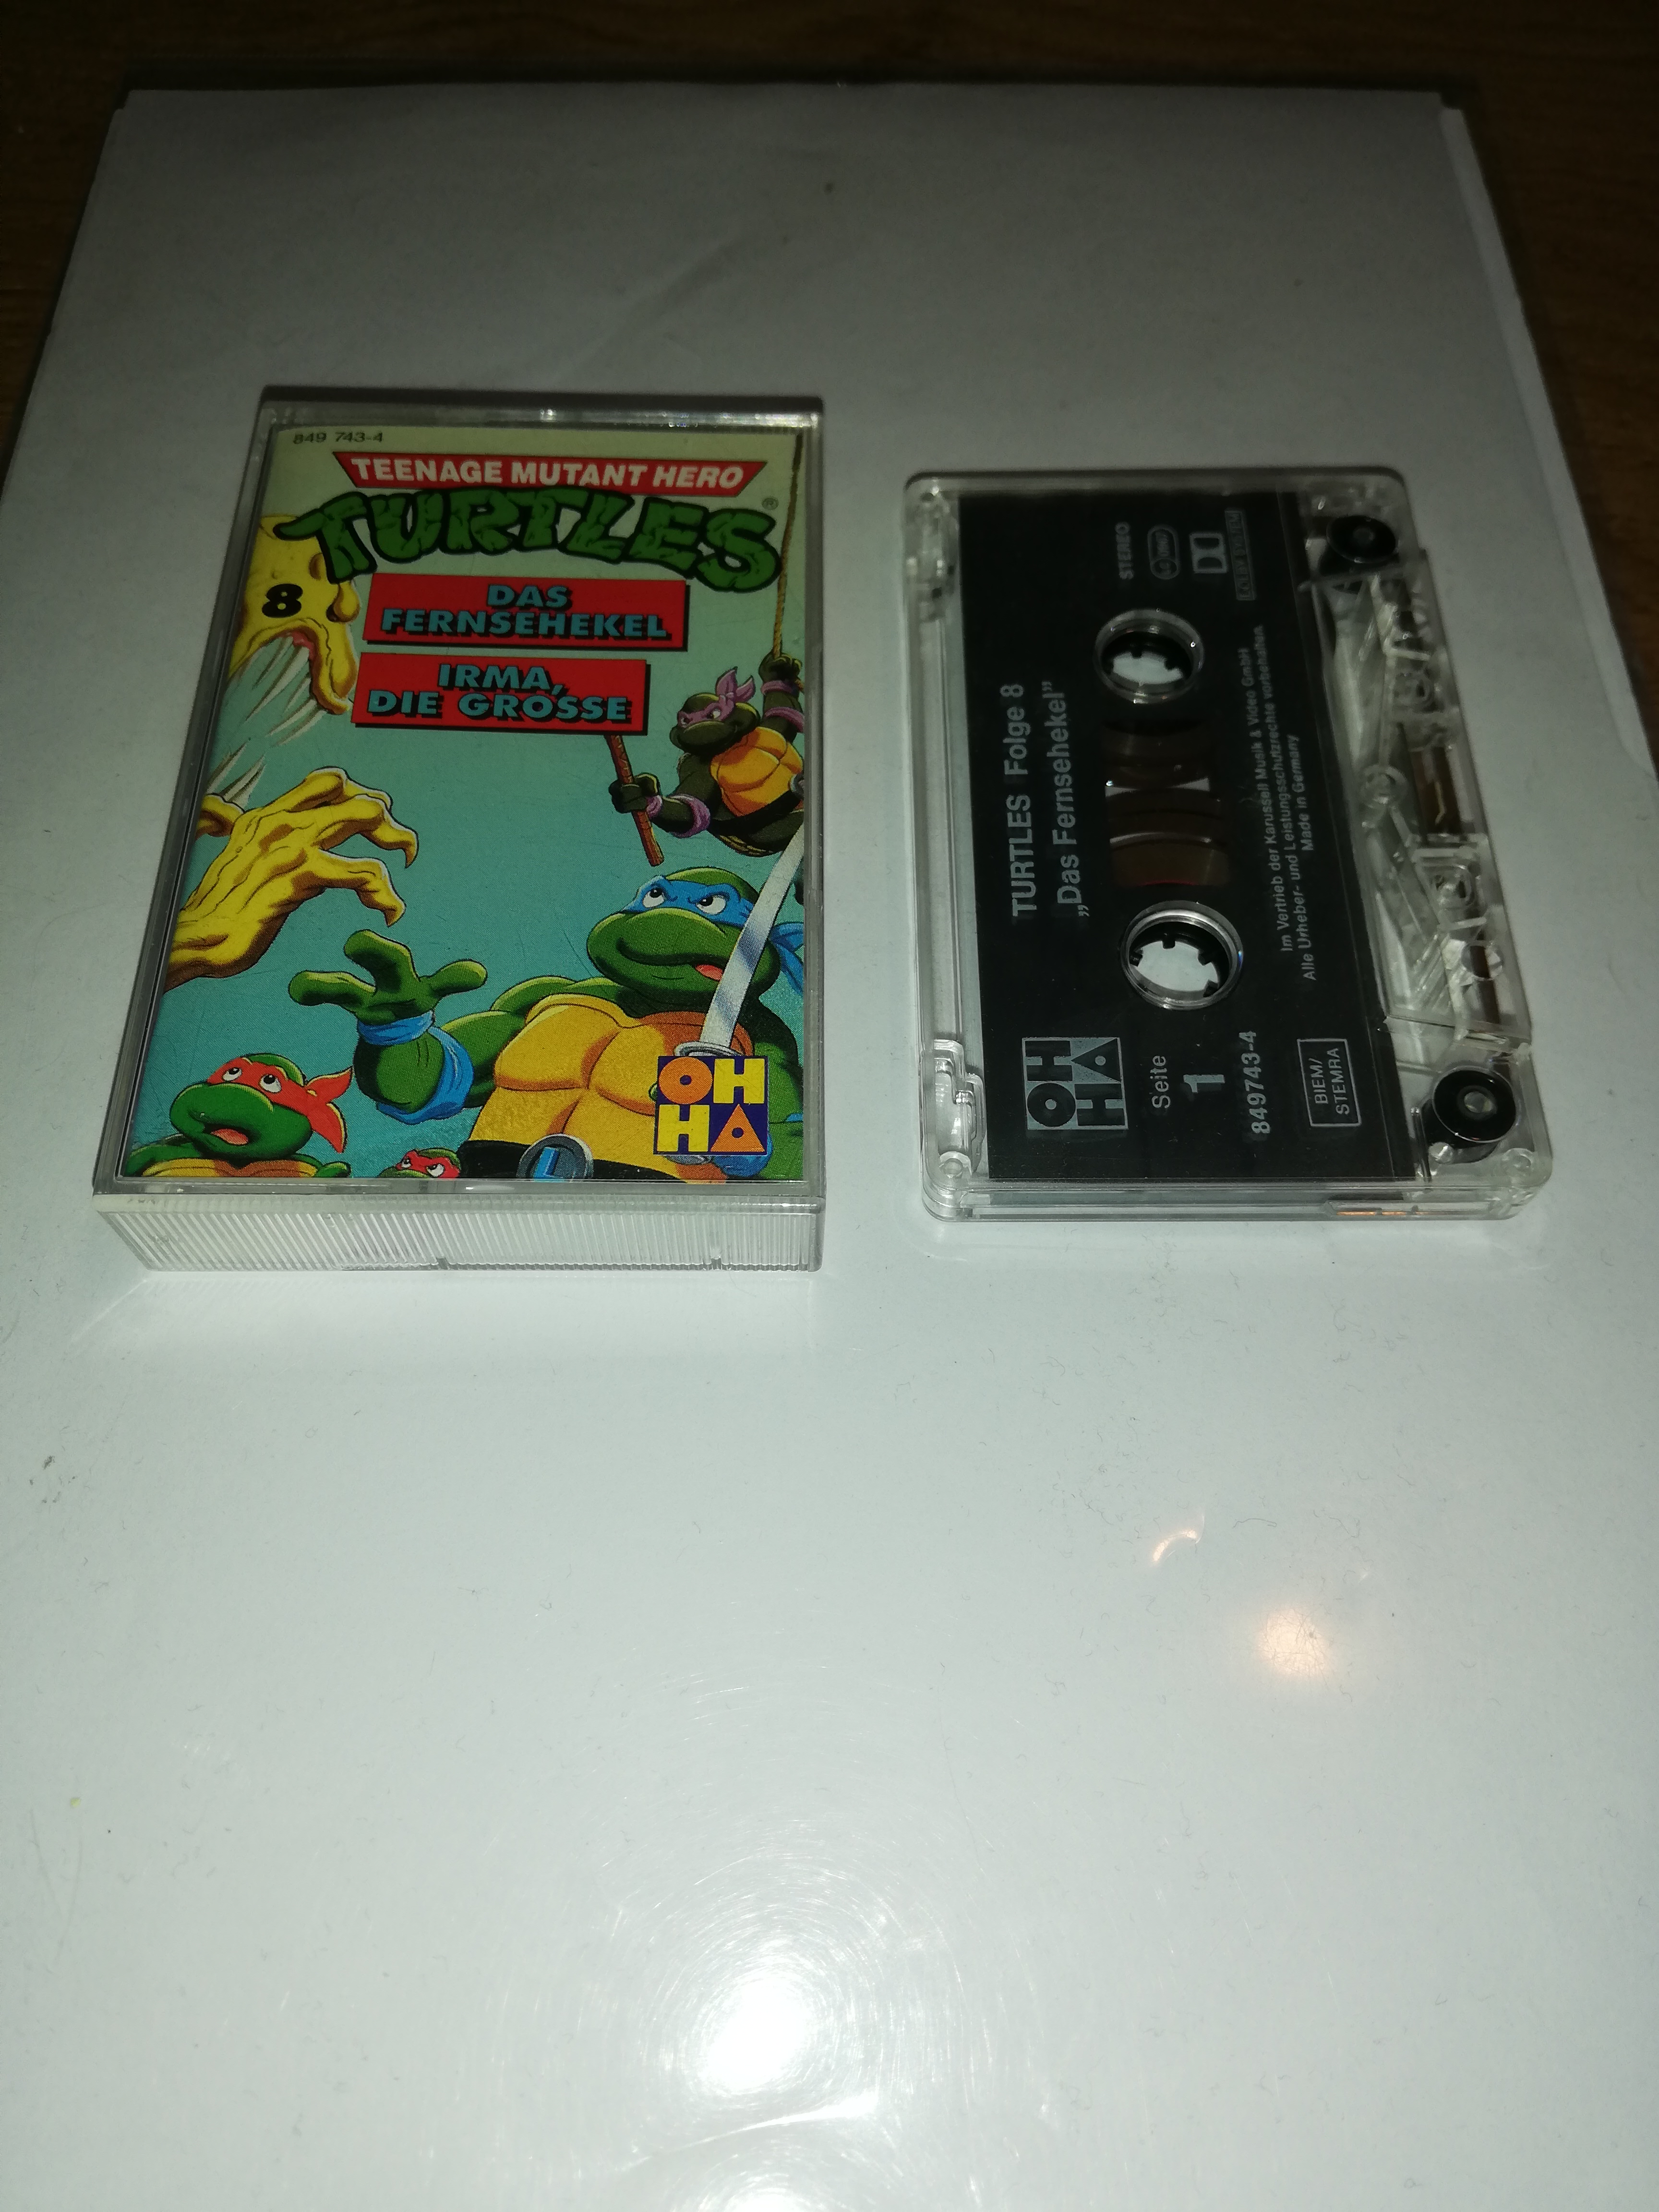 849 743-4
TEENAGE MUTANT HERO
TURTLES®
8
DAS
FERNSEHEKEL
IRMA,
DIE GROSSE
L
OH
HA
TURTLES Folge 8
„Das Fernsehekel”
STEREO
OH
HA
Seite
1
849743-4
BIEM/
STEMRA
Im Vertrieb der Karussell Musik & Video GmbH
Alle Urheber- und Leistungsschutzrechte vorbehalten
Made in Germany